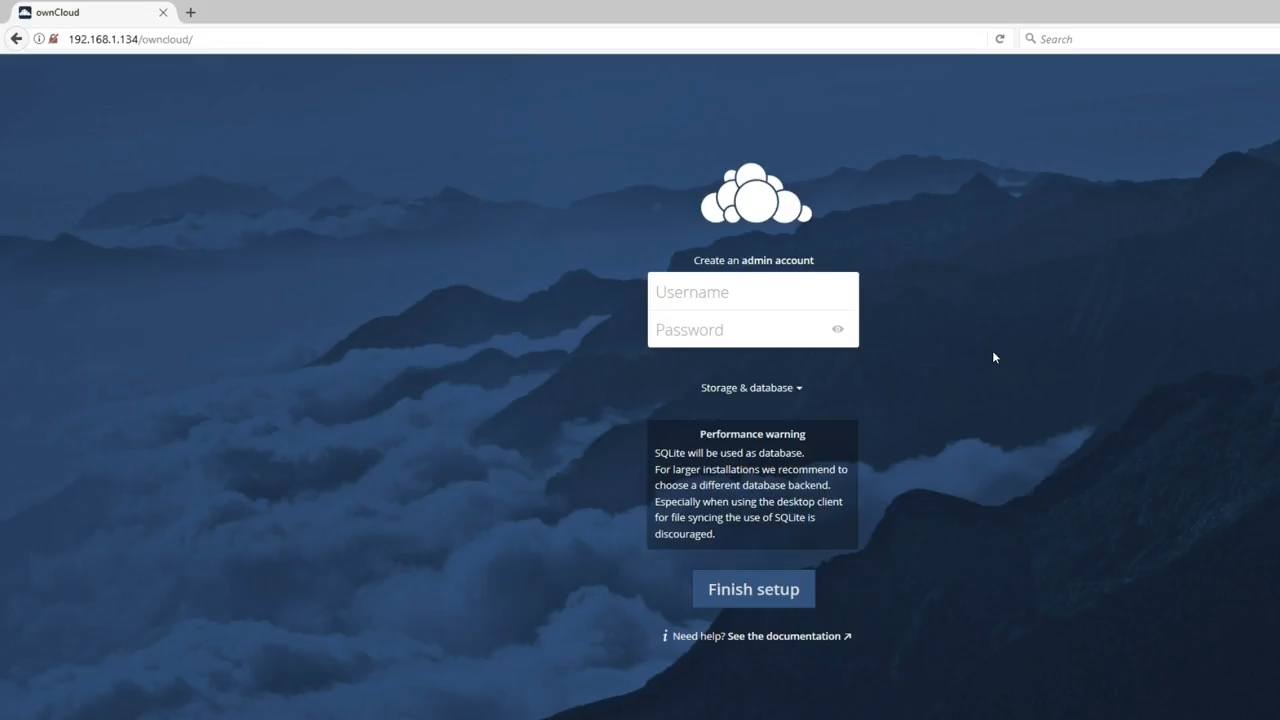 ownCloud
192.168.1.134/owncloud/
Search
Create an admin account
Username
Password
Storage & database
Performance warning
SQLite will be used as database.
For larger installations we recommend to
choose a different database backend.
Especially when using the desktop client
for file syncing the use of SQLite is
discouraged.
Finish setup
Need help? See the documentation